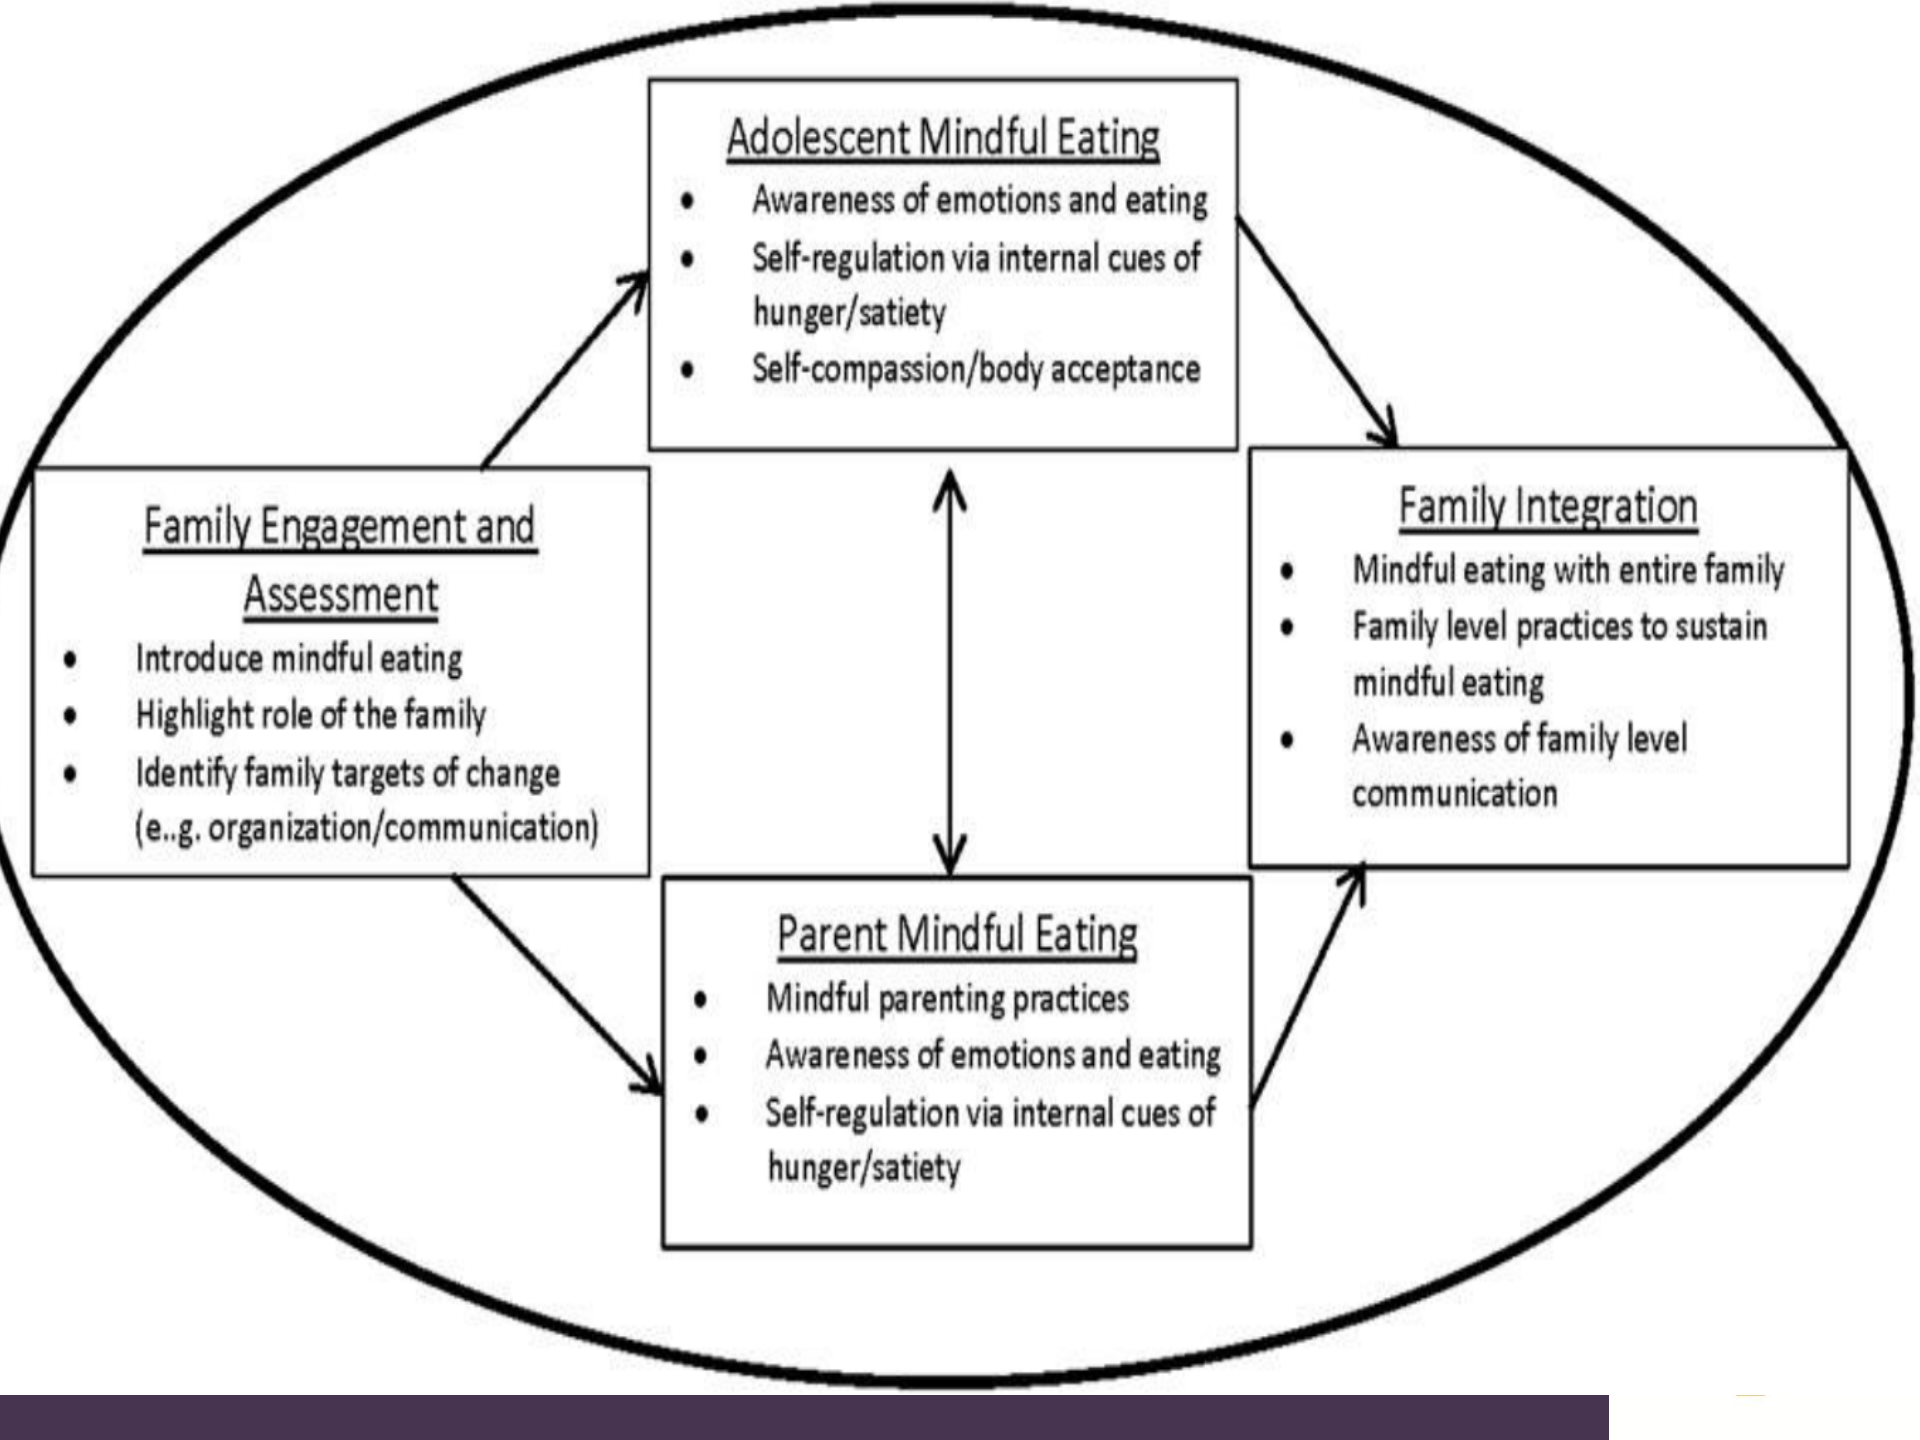 Adolescent Mindful Eating
• Awareness of emotions and eating
• Self-regulation via internal cues of
hunger/satiety
• Self-compassion/body acceptance
Family Engagement and
Assessment
• Introduce mindful eating
• Highlight role of the family
• Identify family targets of change
(e..g. organization/communication)
Family Integration
• Mindful eating with entire family
• Family level practices to sustain
mindful eating
• Awareness of family level
communication
Parent Mindful Eating
• Mindful parenting practices
• Awareness of emotions and eating
• Self-regulation via internal cues of
hunger/satiety